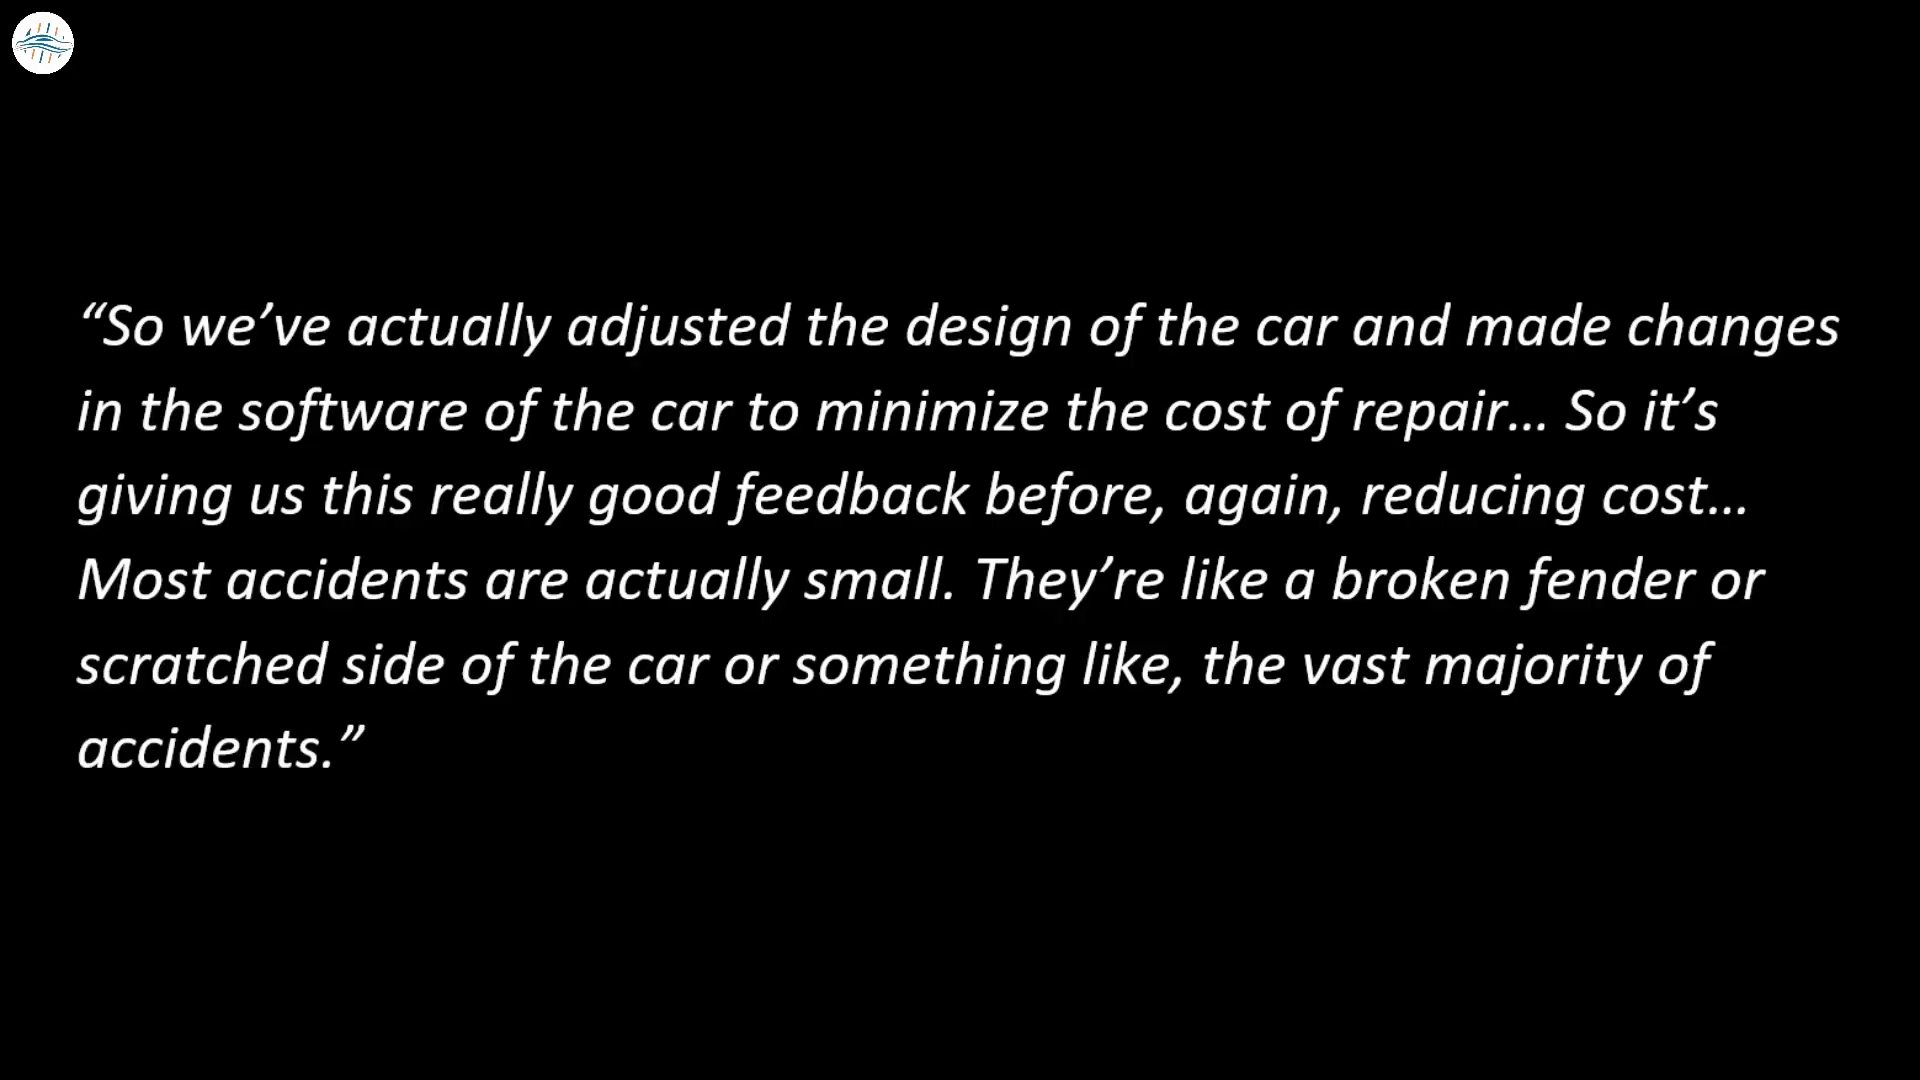 “So we’ve actually adjusted the design of the car and made changes
in the software of the car to minimize the cost of repair... So it’s
giving us this really good feedback before, again, reducing cost...
Most accidents are actually small. They’re like a broken fender or
scratched side of the car or something like, the vast majority of
accidents.”